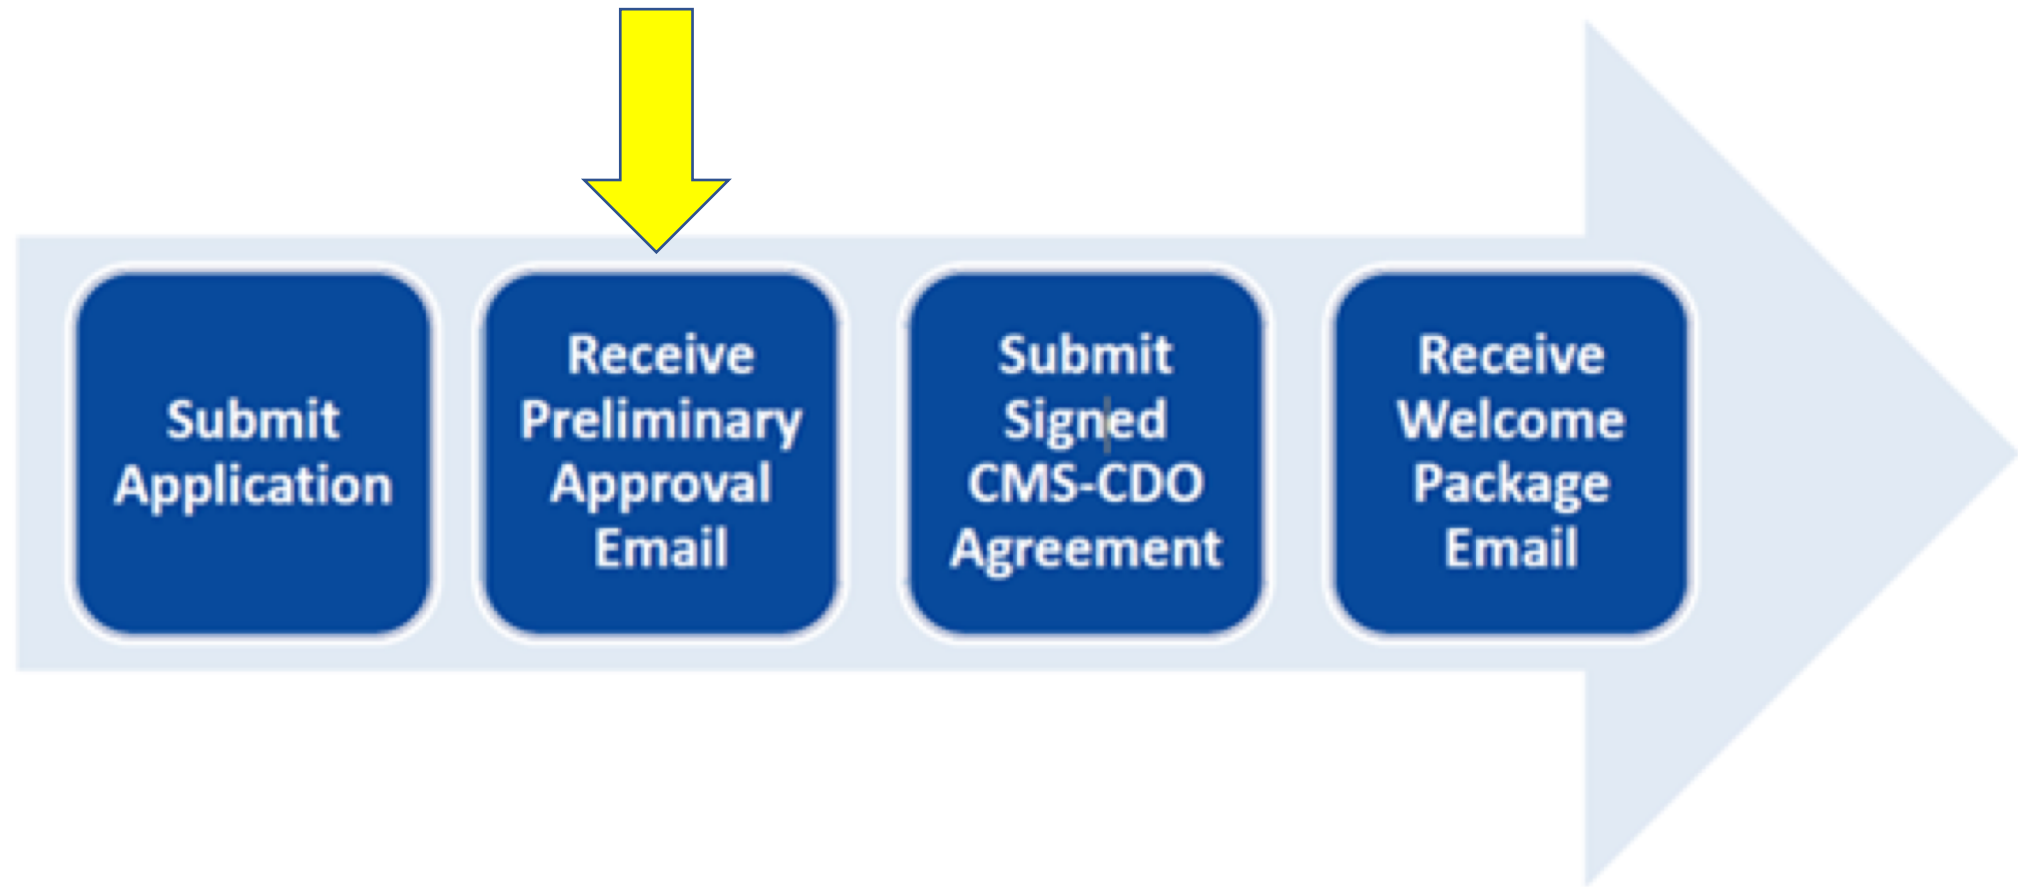 Submit
Application
Receive
Preliminary
Approval
Email
Submit
Signed
CMS-CDO
Agreement
Receive
Welcome
Package
Email